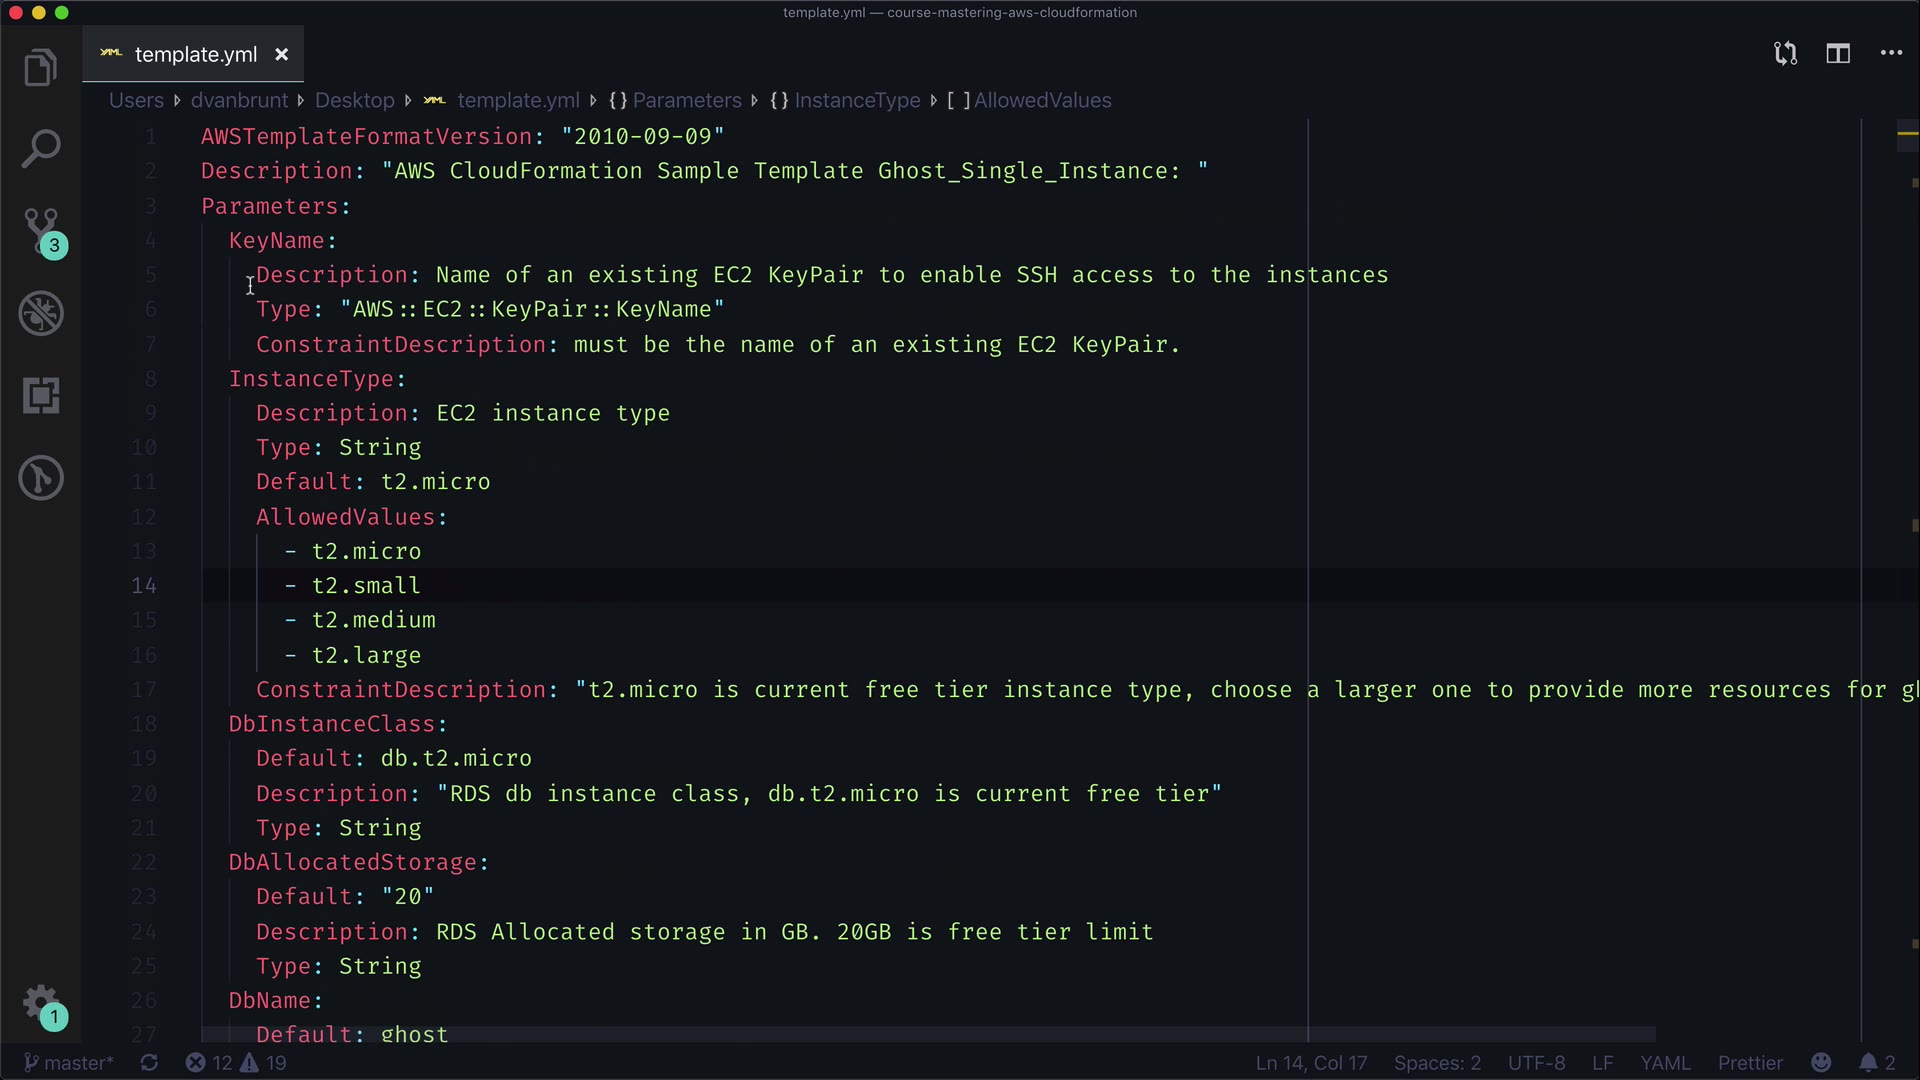 template.yml — course-mastering-aws-cloudformation
YAML template.yml ×
Users Desktop dvanbrunt template.yml {} Parameters {} InstanceType [ ] AllowedValues
1 AWSTemplateFormatVersion: "2010-09-09"
2 Description: "AWS CloudFormation Sample Template Ghost_Single_Instance: "
3 Parameters:
4 KeyName:
5 Description: Name of an existing EC2 KeyPair to enable SSH access to the instances
6 Type: "AWS::EC2::KeyPair::KeyName"
7 ConstraintDescription: must be the name of an existing EC2 KeyPair.
8 InstanceType:
9 Description: EC2 instance type
10 Type: String
11 Default: t2.micro
12 AllowedValues:
13 - t2.micro
14 - t2.small
15 - t2.medium
16 - t2.large
17 ConstraintDescription: "t2.micro is current free tier instance type, choose a larger one to provide more resources for
18 DbInstanceClass:
19 Default: db.t2.micro
20 Description: "RDS db instance class, db.t2.micro is current free tier"
21 Type: String
22 DbAllocatedStorage:
23 Default: "20"
24 Description: RDS Allocated storage in GB. 20GB is free tier limit
25 Type: String
26 DbName:
27 Default: ghost
3
1
master* 12 19 Ln 14, Col 17 Spaces: 2 UTF-8 LF YAML Prettier 2